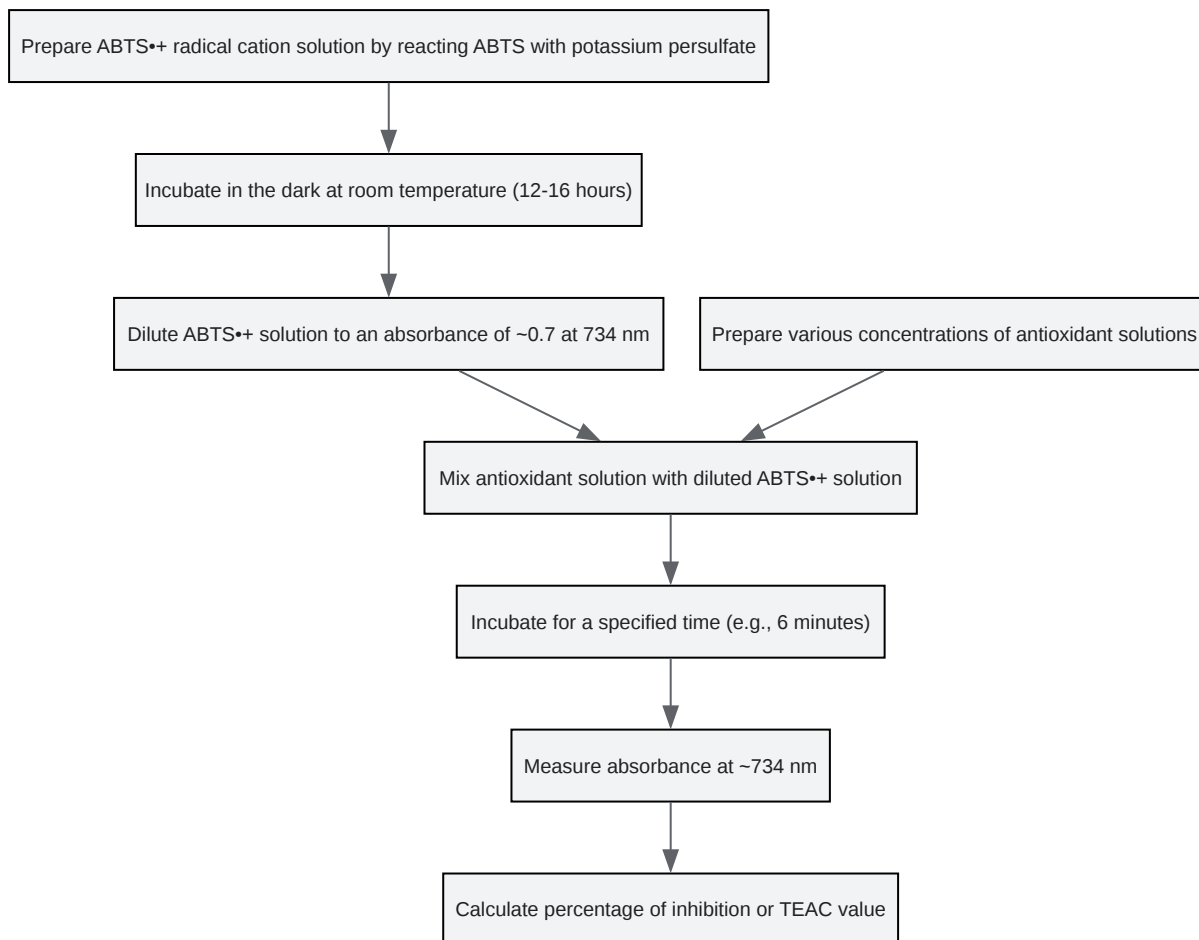 Prepare ABTS•+ radical cation solution by reacting ABTS with potassium persulfate
Incubate in the dark at room temperature (12-16 hours)
Dilute ABTS•+ solution to an absorbance of ~0.7 at 734 nm
Prepare various concentrations of antioxidant solutions
Mix antioxidant solution with diluted ABTS•+ solution
Incubate for a specified time (e.g., 6 minutes)
Measure absorbance at ~734 nm
Calculate percentage of inhibition or TEAC value